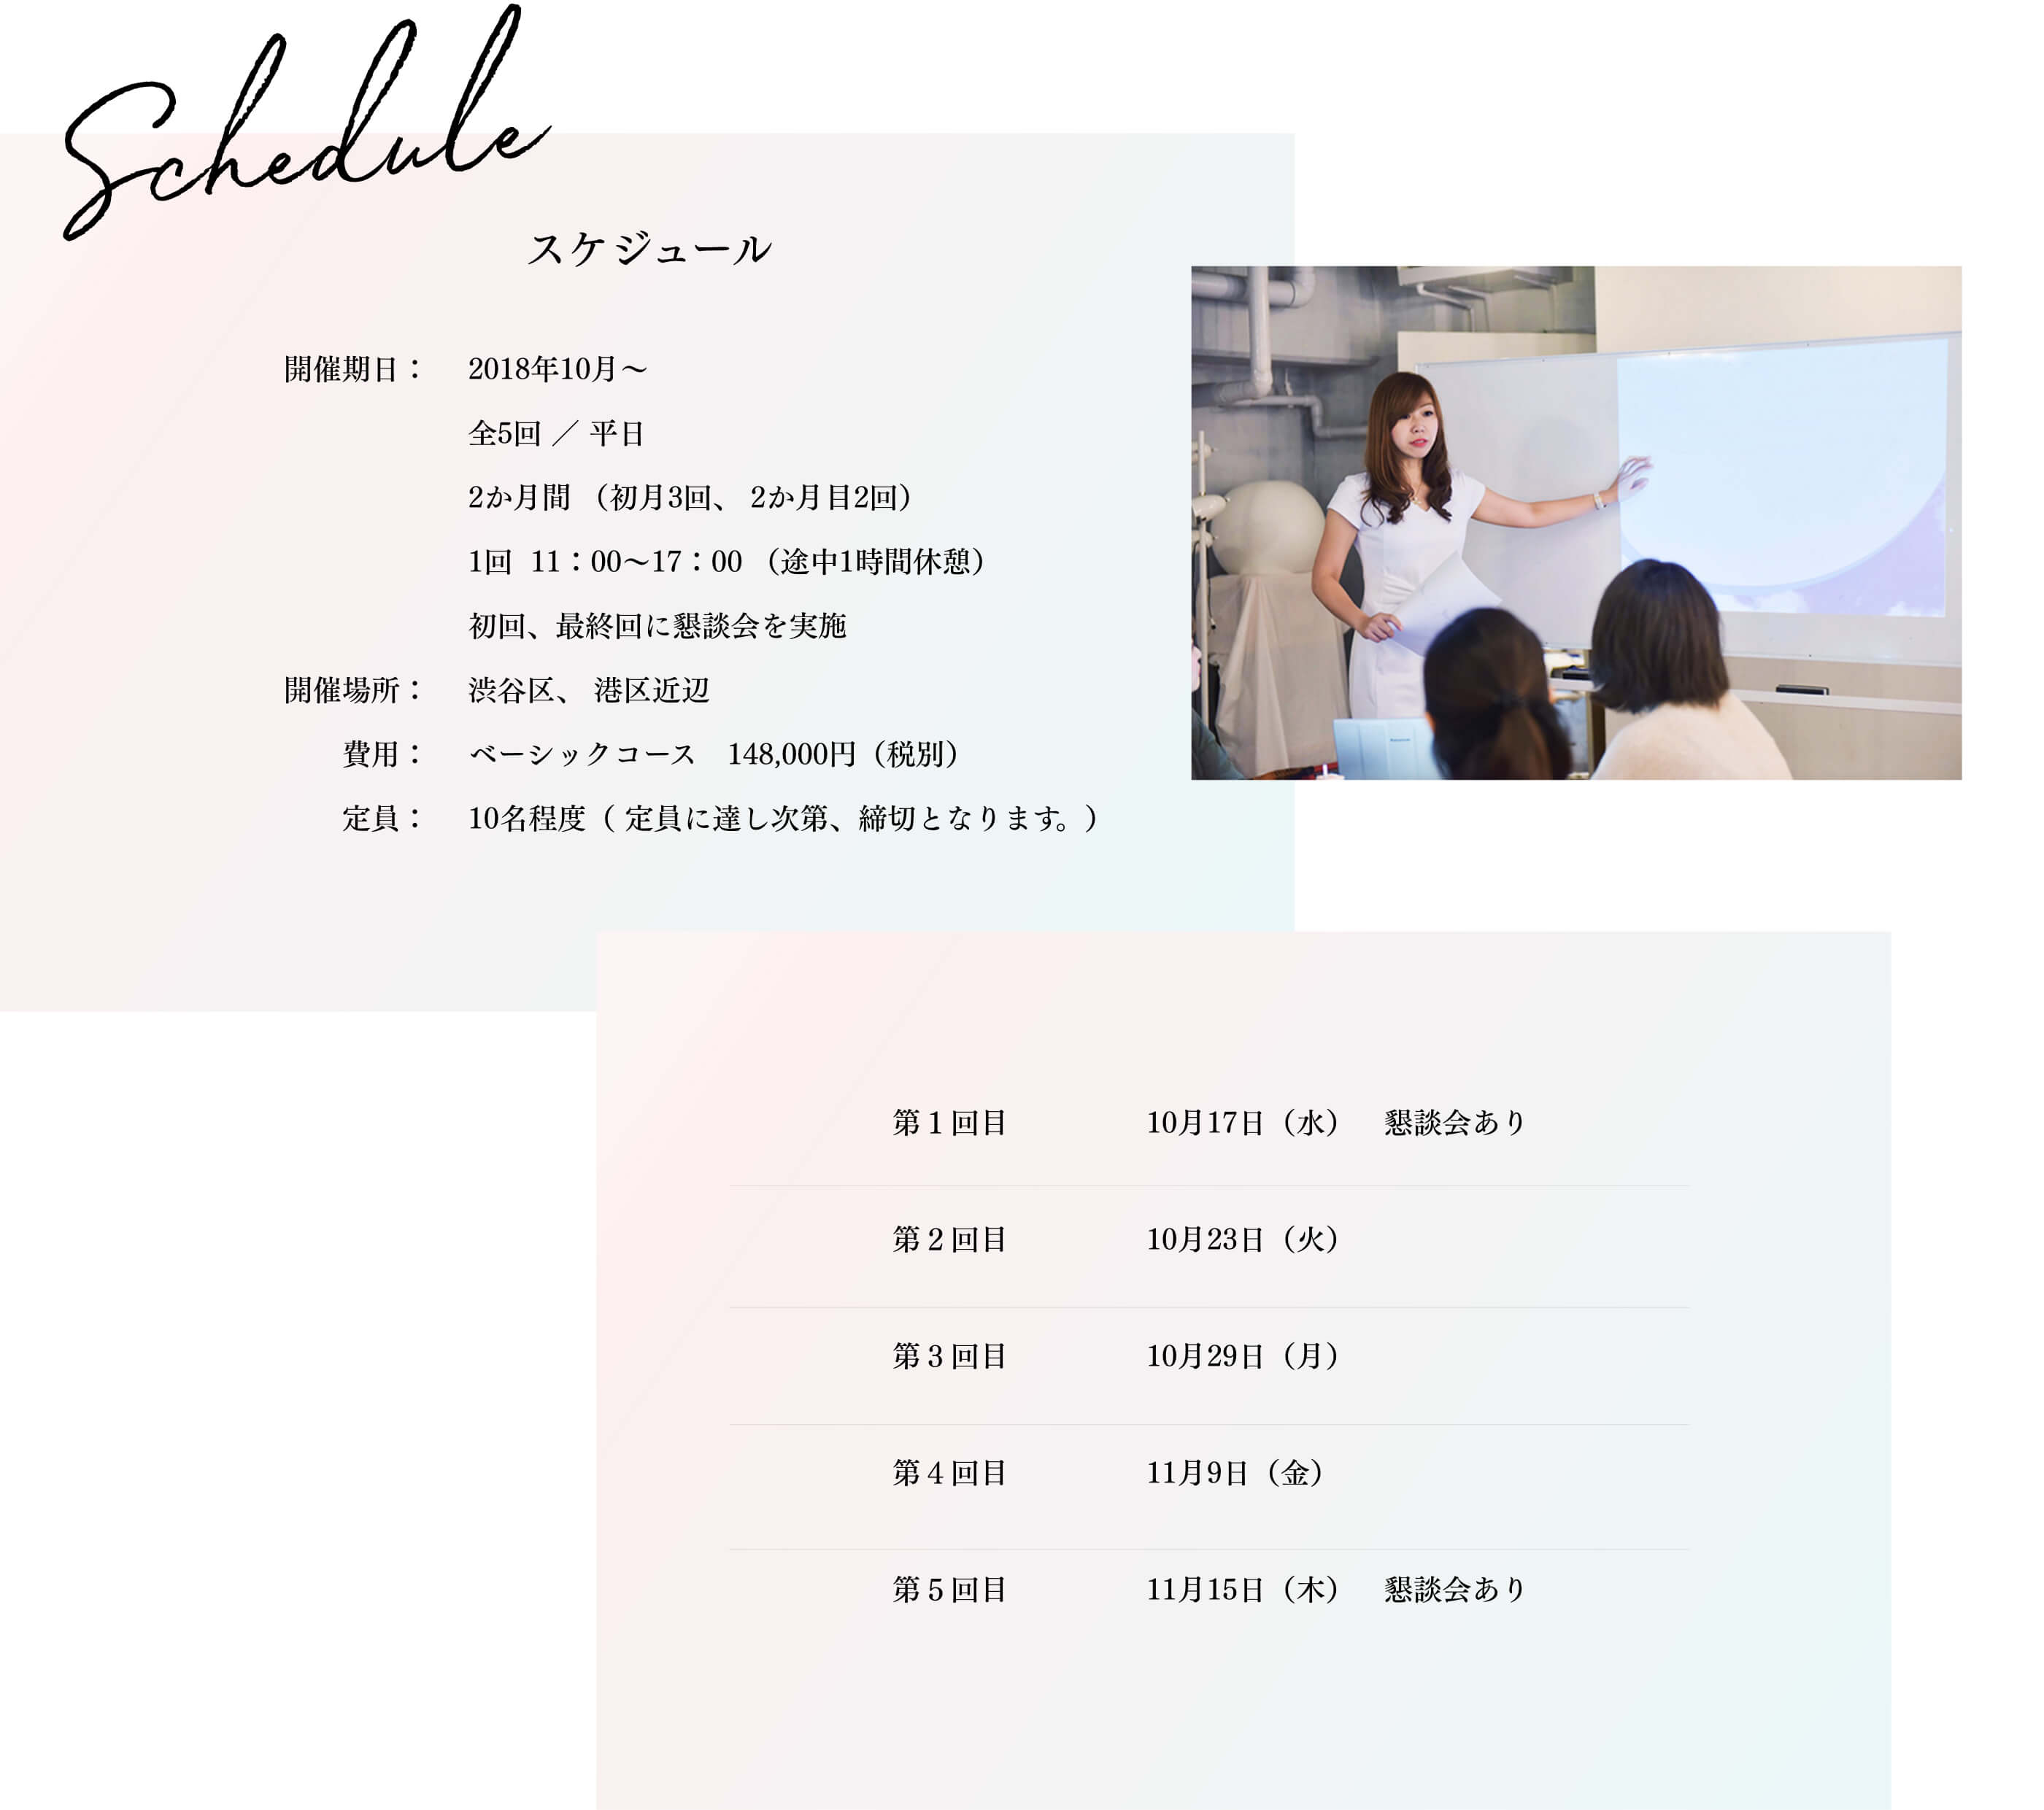 Schedule
スケジュール
開催期日： 2018年10月〜
全5回 ／ 平日
2か月間 （初月3回、 2か月目2回）
1回 11：00〜17：00 （途中1時間休憩）
初回、最終回に懇談会を実施
開催場所： 渋谷区、 港区近辺
費用： ベーシックコース　148,000円（税別）
定員： 10名程度（ 定員に達し次第、締切となります。）
第１回目 10月17日（水） 懇談会あり
第２回目 10月23日（火）
第３回目 10月29日（月）
第４回目 11月9日（金）
第５回目 11月15日（木） 懇談会あり